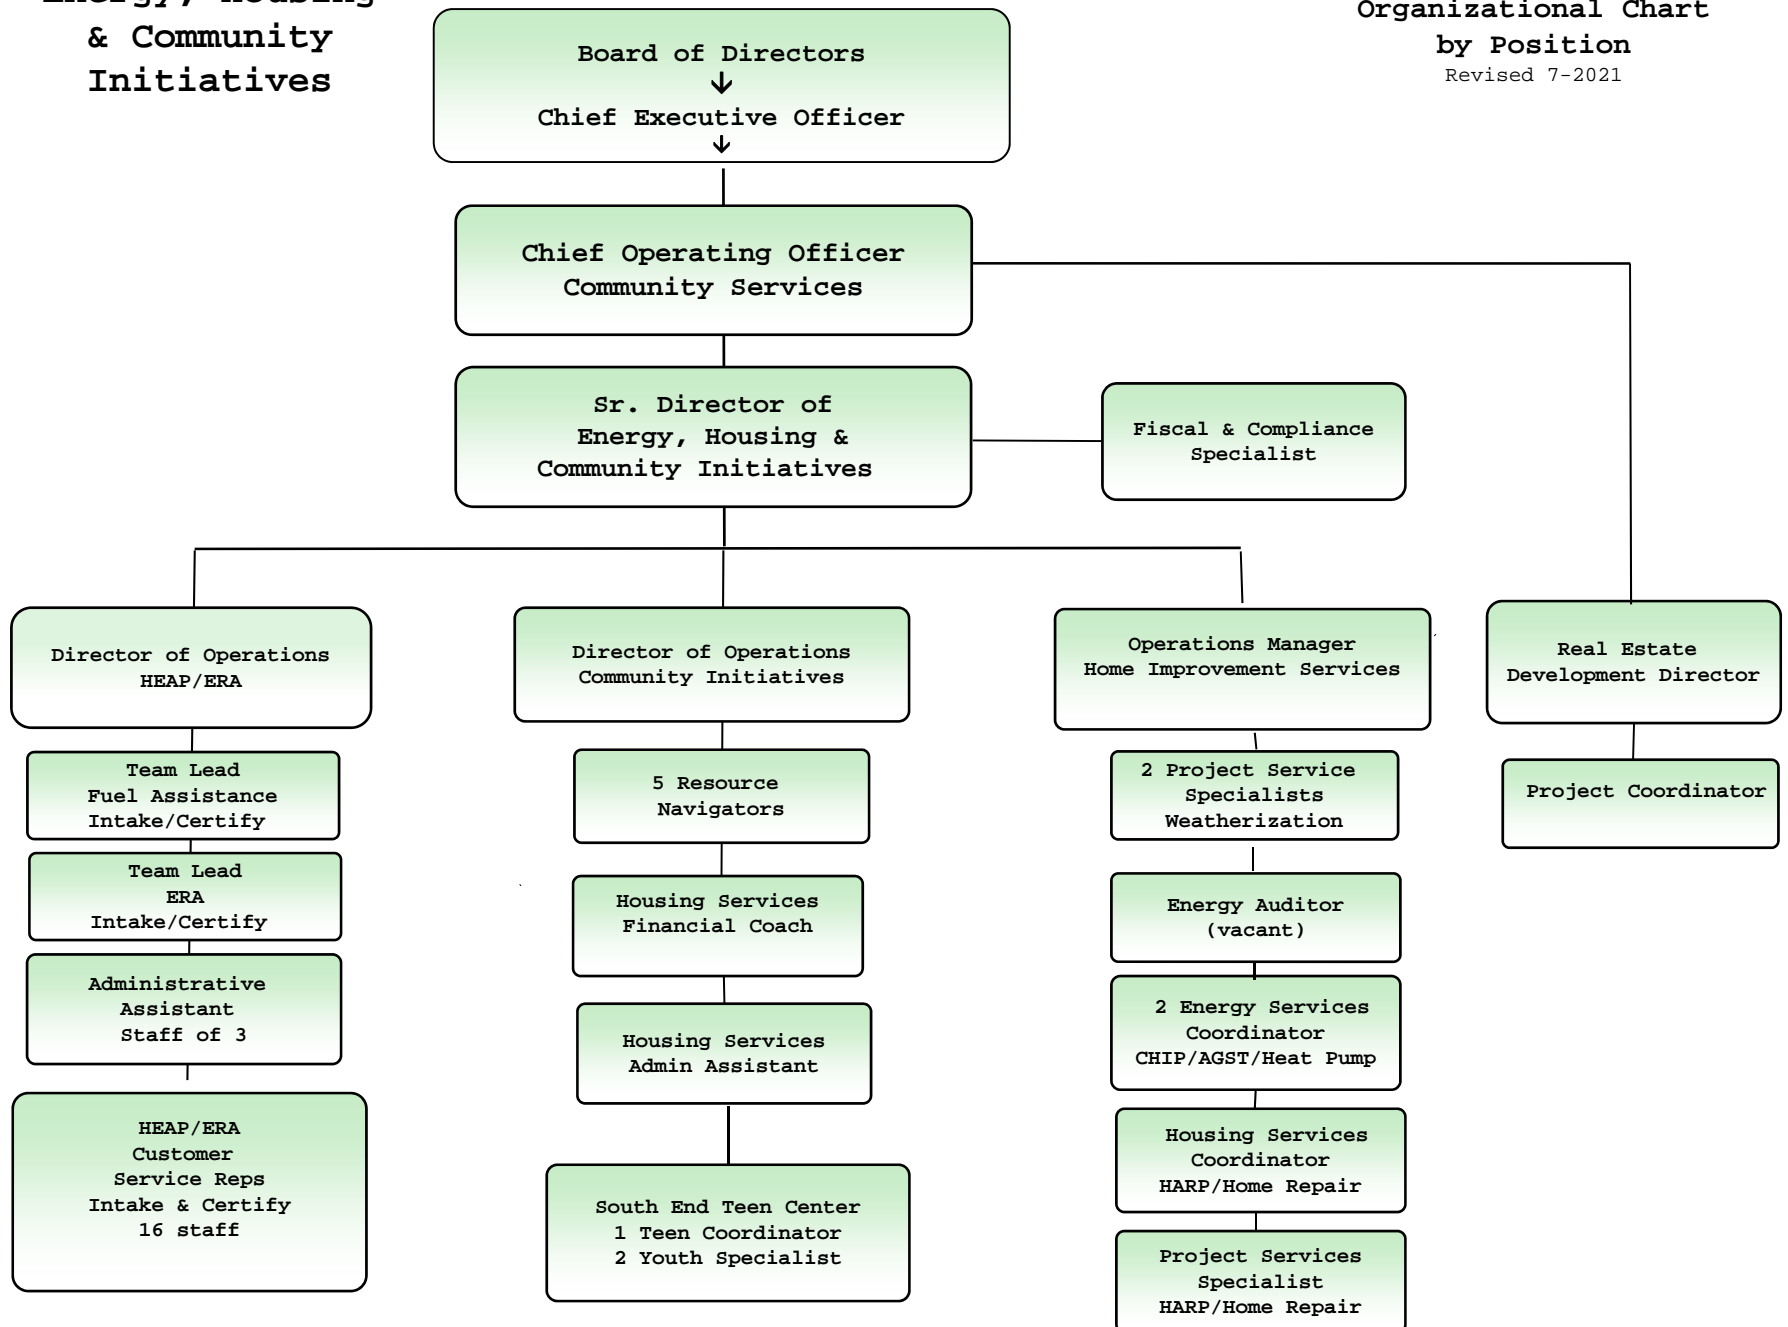 Energy, Housing
& Community
Initiatives
Organizational Chart
by Position
Revised 7-2021
Board of Directors
Chief Executive Officer
Chief Operating Officer
Community Services
Sr. Director of
Energy, Housing &
Community Initiatives
Fiscal & Compliance
Specialist
Director of Operations
HEAP/ERA
Team Lead
Fuel Assistance
Intake/Certify
Team Lead
ERA
Intake/Certify
Administrative
Assistant
Staff of 3
HEAP/ERA
Customer
Service Reps
Intake & Certify
16 staff
Director of Operations
Community Initiatives
5 Resource
Navigators
Housing Services
Financial Coach
Housing Services
Admin Assistant
South End Teen Center
1 Teen Coordinator
2 Youth Specialist
Operations Manager
Home Improvement Services
2 Project Service
Specialists
Weatherization
Energy Auditor
(vacant)
2 Energy Services
Coordinator
CHIP/AGST/Heat Pump
Housing Services
Coordinator
HARP/Home Repair
Project Services
Specialist
HARP/Home Repair
Real Estate
Development Director
Project Coordinator